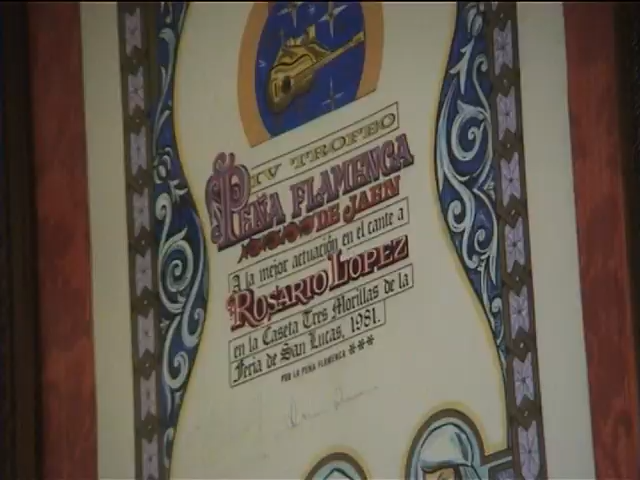 IV TROFEO
PEÑA FLAMENCA
DE JAEN
A la mejor actuación en el cante a
ROSARIO LOPEZ
en la Caseta Tres Morillas de la
Feria de San Lucas, 1981.
POR LA PEÑA FLAMENCA